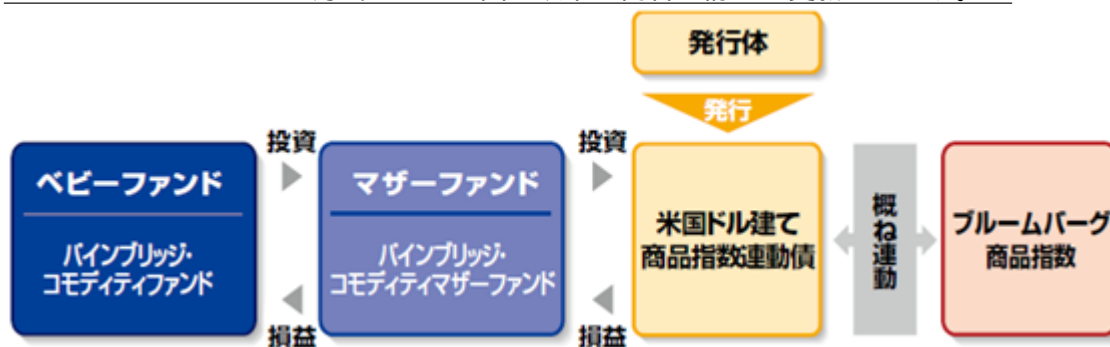 発行体
発行
ベビーファンド
パインブリッジ・
コモディティファンド
投資
損益
マザーファンド
パインブリッジ・
コモディティマザーファンド
投資
損益
米国ドル建て
商品指数連動債
概ね連動
ブルームバーグ
商品指数